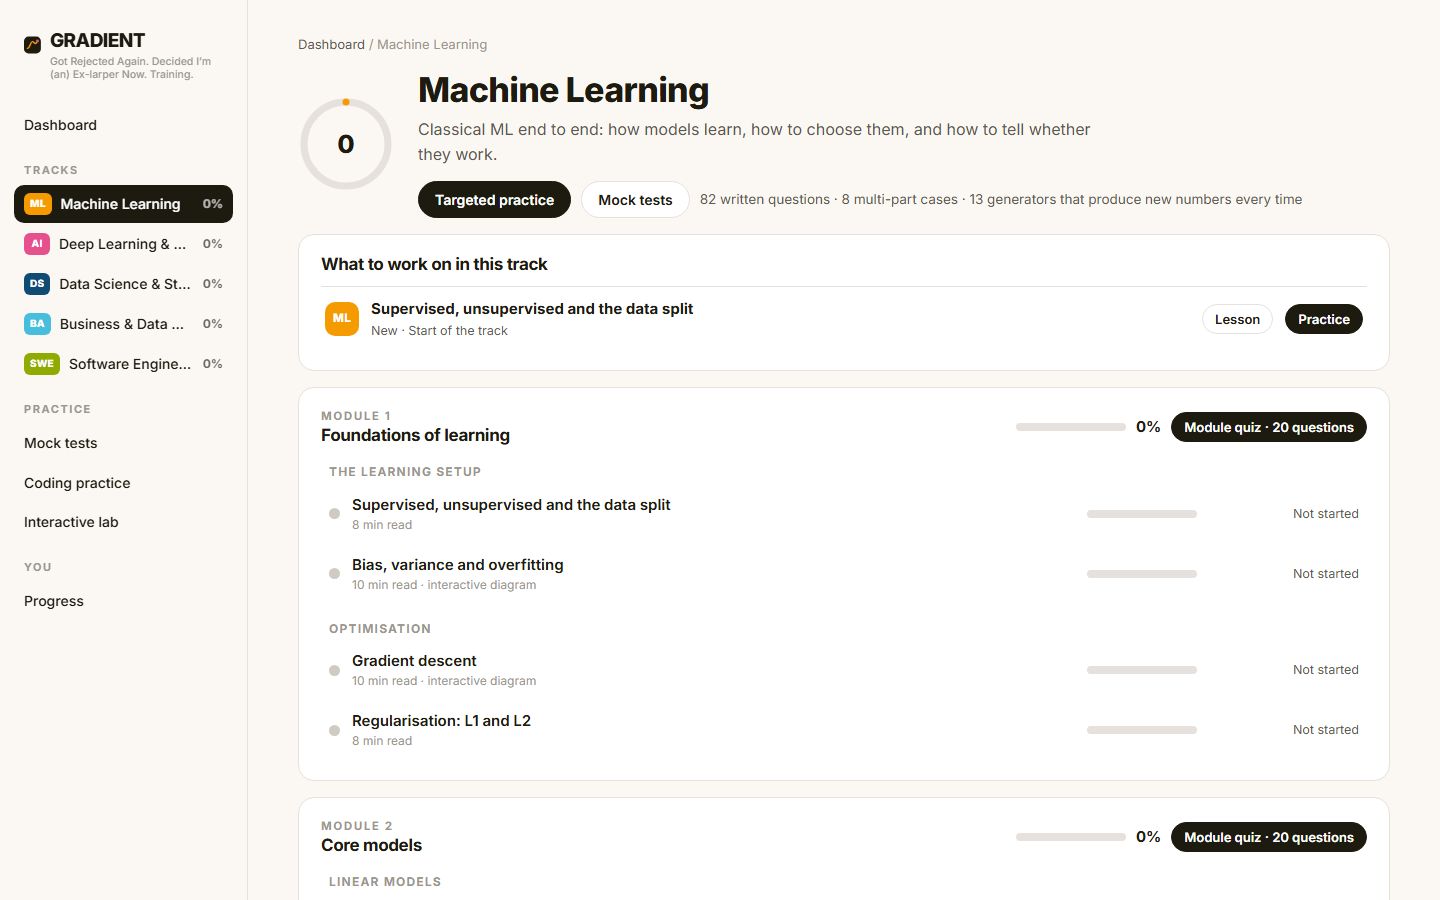 GRADIENT
Got Rejected Again. Decided I'm
(an) Ex-larper Now. Training.
Dashboard
TRACKS
ML Machine Learning 0%
AI Deep Learning & ... 0%
DS Data Science & St... 0%
BA Business & Data ... 0%
SWE Software Engine... 0%
PRACTICE
Mock tests
Coding practice
Interactive lab
YOU
Progress
Dashboard / Machine Learning
0
Machine Learning
Classical ML end to end: how models learn, how to choose them, and how to tell whether
they work.
Targeted practice Mock tests 82 written questions · 8 multi-part cases · 13 generators that produce new numbers every time
What to work on in this track
ML Supervised, unsupervised and the data split
New · Start of the track
Lesson Practice
MODULE 1
Foundations of learning
0% Module quiz · 20 questions
THE LEARNING SETUP
Supervised, unsupervised and the data split
8 min read
Not started
Bias, variance and overfitting
10 min read · interactive diagram
Not started
OPTIMISATION
Gradient descent
10 min read · interactive diagram
Not started
Regularisation: L1 and L2
8 min read
Not started
MODULE 2
Core models
0% Module quiz · 20 questions
LINEAR MODELS